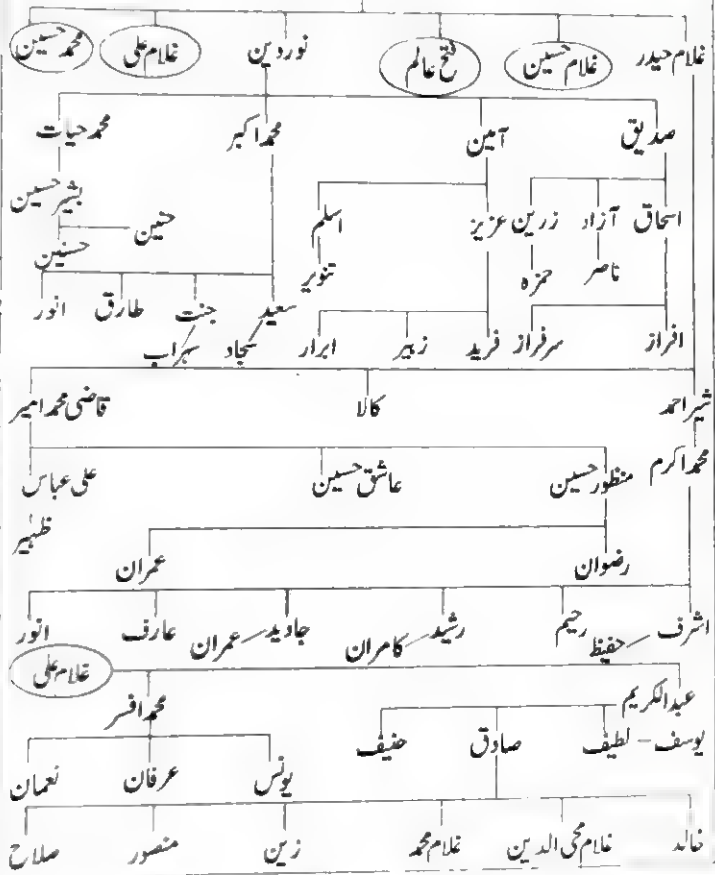 غلام حیدر غلام حسین فتح عالم نوردین غلام علی محمد حسین
صدیق آمین محمد اکبر محمد حیات
اسحاق آزاد زرین عزیز اسلم حسین بشیر حسین
ناصر حمزہ تنویر حسنین
سعید جنت طارق انور
افراز سرفراز فرید زبیر ابرار سجاد سہراب
شیر احمد کالا قاضی محمد امیر
محمد اکرم منظور حسین عاشق حسین علی عباس
ظہیر
رضوان عمران
اشرف حفیظ رحیم رشید کامران جاوید عمران عارف انور
غلام علی
عبدالکریم محمد افسر
یوسف - لطیف صادق حنیف یونس عرفان نعمان
خالد غلام محی الدین غلام محمد زین منصور صلاح